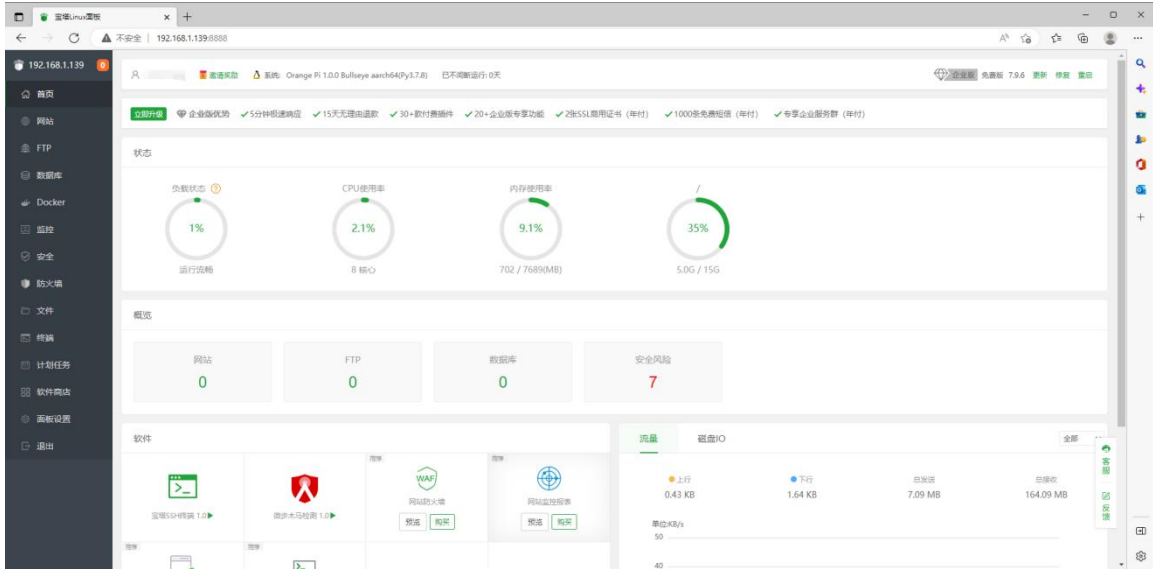 宝塔Linux面板
不安全 | 192.168.1.139:8888
192.168.1.139 0
首页
网站
FTP
数据库
Docker
监控
安全
防火墙
文件
终端
计划任务
软件商店
面板设置
退出
邀请奖励 系统: Orange Pi 1.0.0 Bullseye aarch64(Py3.7.8) 已不间断运行: 0天 企业版 免费版 7.9.6 更新 修复 重启
立即升级 企业版优势 5分钟极速响应 15天无理由退款 30+款付费插件 20+企业版专享功能 2张SSL商用证书 (年付) 1000条免费短信 (年付) 专享企业服务群 (年付)
状态
负载状态 CPU使用率 内存使用率 /
1% 2.1% 9.1% 35%
运行流畅 8 核心 702 / 7689(MB) 5.0G / 15G
概览
网站 FTP 数据库 安全风险
0 0 0 7
软件
推荐 推荐
WAF
宝塔SSH终端 1.0 微步木马检测 1.0 网站防火墙 网站监控报表
预览 购买 预览 购买
推荐 推荐
流量 磁盘IO 全部
上行 下行 总发送 总接收
0.43 KB 1.64 KB 7.09 MB 164.09 MB
单位:KB/s
50
40
客服
反馈